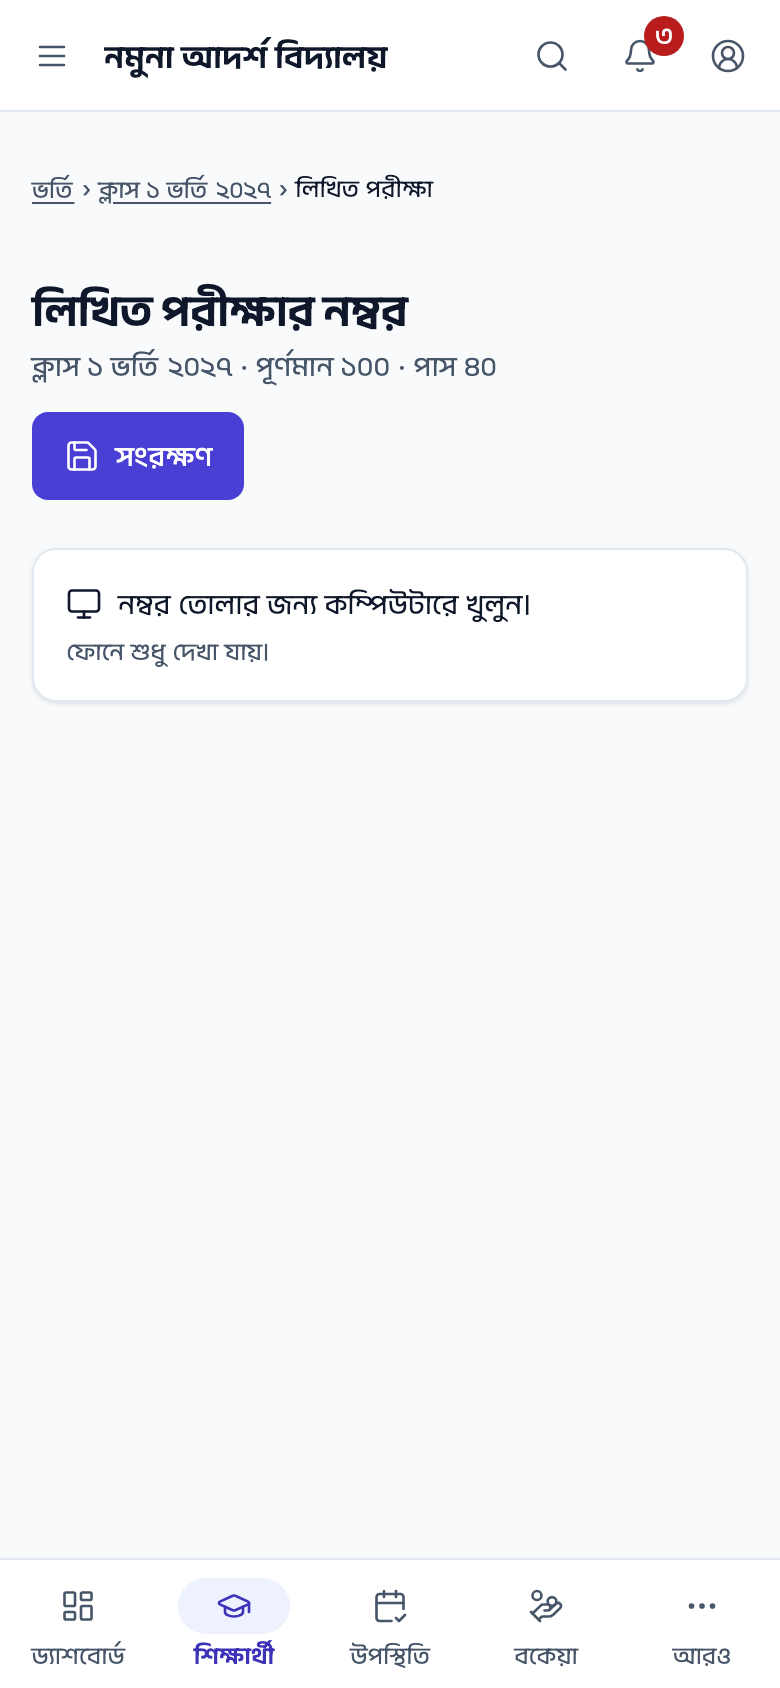 নমুনা আদর্শ বিদ্যালয়
৩
ভর্তি › ক্লাস ১ ভর্তি ২০২৭ › লিখিত পরীক্ষা
লিখিত পরীক্ষার নম্বর
ক্লাস ১ ভর্তি ২০২৭ · পূর্ণমান ১০০ · পাস ৪০
সংরক্ষণ
নম্বর তোলার জন্য কম্পিউটারে খুলুন।
ফোনে শুধু দেখা যায়।
ড্যাশবোর্ড শিক্ষার্থী উপস্থিতি বকেয়া আরও